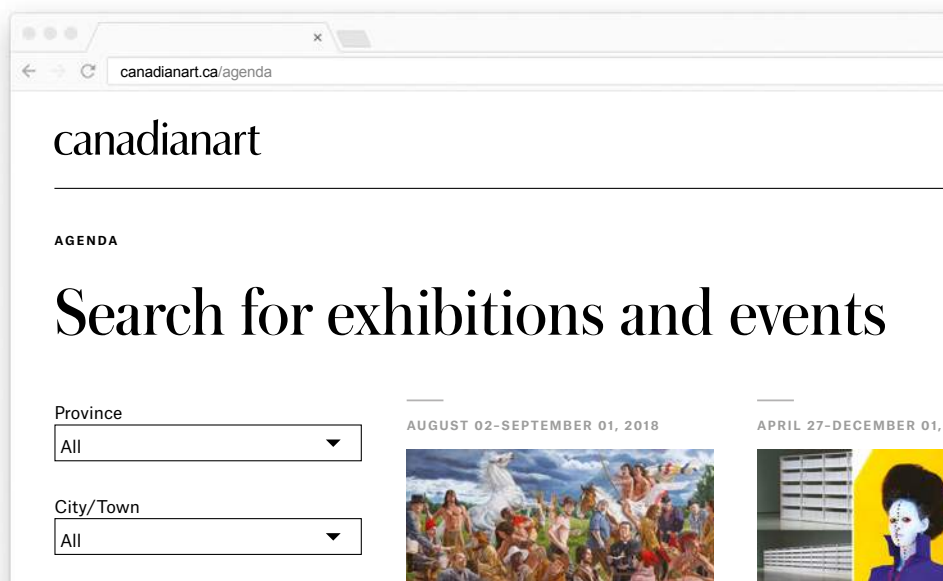 canadianart.ca/agenda
canadianart
AGENDA
Search for exhibitions and events
Province
All
City/Town
All
AUGUST 02–SEPTEMBER 01, 2018
APRIL 27–DECEMBER 01,